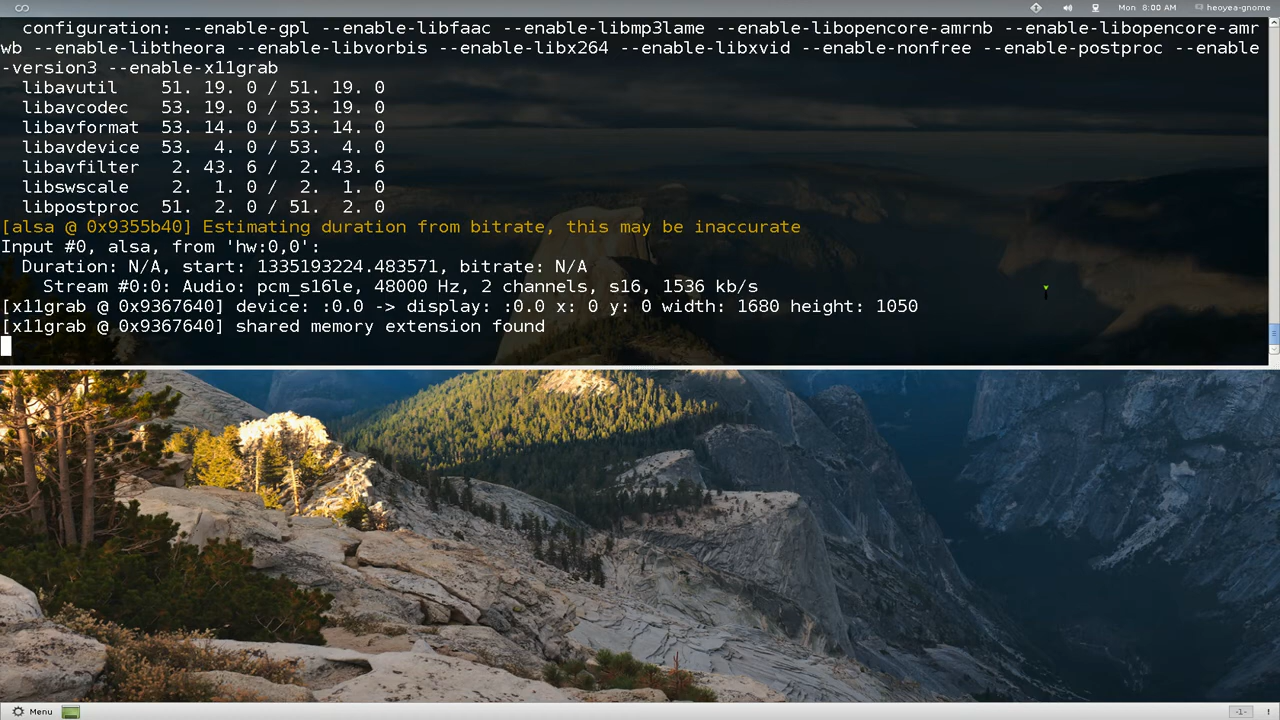 Mon 8:00 AM heoyea-gnome
configuration: --enable-gpl --enable-libfaac --enable-libmp3lame --enable-libopencore-amrnb --enable-libopencore-amr
wb --enable-libtheora --enable-libvorbis --enable-libx264 --enable-libxvid --enable-nonfree --enable-postproc --enable
-version3 --enable-x11grab
libavutil 51. 19. 0 / 51. 19. 0
libavcodec 53. 19. 0 / 53. 19. 0
libavformat 53. 14. 0 / 53. 14. 0
libavdevice 53. 4. 0 / 53. 4. 0
libavfilter 2. 43. 6 / 2. 43. 6
libswscale 2. 1. 0 / 2. 1. 0
libpostproc 51. 2. 0 / 51. 2. 0
[alsa @ 0x9355b40] Estimating duration from bitrate, this may be inaccurate
Input #0, alsa, from 'hw:0,0':
Duration: N/A, start: 1335193224.483571, bitrate: N/A
Stream #0:0: Audio: pcm_s16le, 48000 Hz, 2 channels, s16, 1536 kb/s
[x11grab @ 0x9367640] device: :0.0 -> display: :0.0 x: 0 y: 0 width: 1680 height: 1050
[x11grab @ 0x9367640] shared memory extension found
Menu -1- !